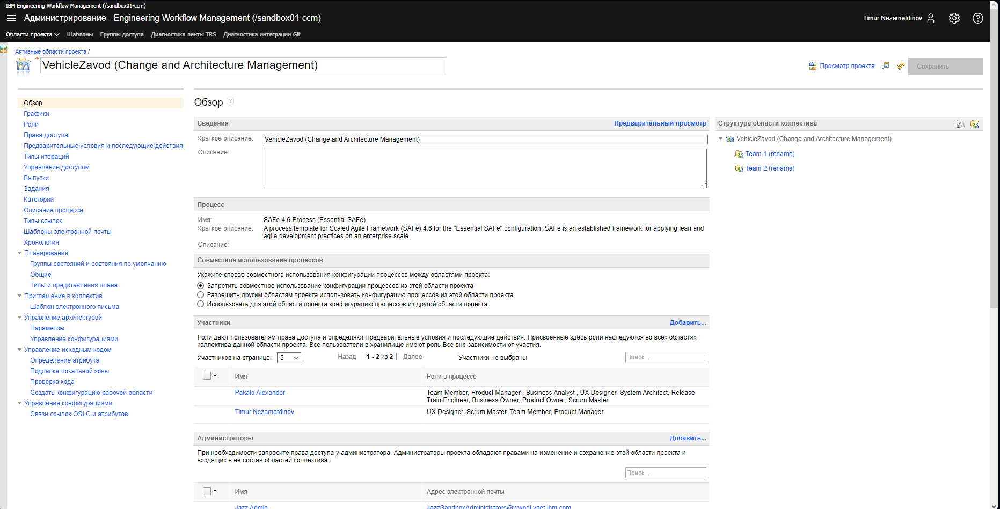 IBM Engineering Workflow Management (/sandbox01-ccm)
Администрирование - Engineering Workflow Management (/sandbox01-ccm)
Timur Nezametdinov
Области проекта Шаблоны Группы доступа Диагностика ленты TRS Диагностика интеграции Git
Активные области проекта /
* VehicleZavod (Change and Architecture Management)
Просмотр проекта
Сохранить
Обзор
Графики
Роли
Права доступа
Предварительные условия и последующие действия
Типы итераций
Управление доступом
Выпуски
Задания
Категории
Описание процесса
Типы ссылок
Шаблоны электронной почты
Хронология
Планирование
Группы состояний и состояния по умолчанию
Общие
Типы и представления плана
Приглашение в коллектив
Шаблон электронного письма
Управление архитектурой
Параметры
Управление конфигурациями
Управление исходным кодом
Определение атрибута
Подпапка локальной зоны
Проверка кода
Создать конфигурацию рабочей области
Управление конфигурациями
Связи ссылок OSLC и атрибутов
Обзор ?
Сведения Предварительный просмотр
Краткое описание: VehicleZavod (Change and Architecture Management)
Описание:
Процесс
Имя: SAFe 4.6 Process (Essential SAFe)
Краткое описание: A process template for Scaled Agile Framework (SAFe) 4.6 for the "Essential SAFe" configuration. SAFe is an established framework for applying lean and
agile development practices on an enterprise scale.
Описание:
Совместное использование процессов
Укажите способ совместного использования конфигурации процессов между областями проекта:
Запретить совместное использование конфигурации процессов из этой области проекта
Разрешить другим областям проекта использовать конфигурацию процессов из этой области проекта
Использовать для этой области проекта конфигурацию процессов из другой области проекта
Участники Добавить...
Роли дают пользователям права доступа и определяют предварительные условия и последующие действия. Присвоенные здесь роли наследуются во всех областях
коллектива данной области проекта. Все пользователи в хранилище имеют роль Все вне зависимости от участия.
Участников на странице: 5 Назад | 1 - 2 из 2 | Далее Участники не выбраны Поиск...
Имя Роли в процессе
Pakalo Alexander Team Member, Product Manager , Business Analyst , UX Designer, System Architect, Release
Train Engineer, Business Owner, Product Owner, Scrum Master
Timur Nezametdinov UX Designer, Scrum Master, Team Member, Product Manager
Администраторы Добавить...
При необходимости запросите права доступа у администратора. Администраторы проекта обладают правами на изменение и сохранение этой области проекта и
входящих в ее состав областей коллектива.
Поиск...
Имя Адрес электронной почты
Jazz Admin JazzSandboxAdministrators@wwpdl.vnet.ibm.com
Структура области коллектива
VehicleZavod (Change and Architecture Management)
Team 1 (rename)
Team 2 (rename)